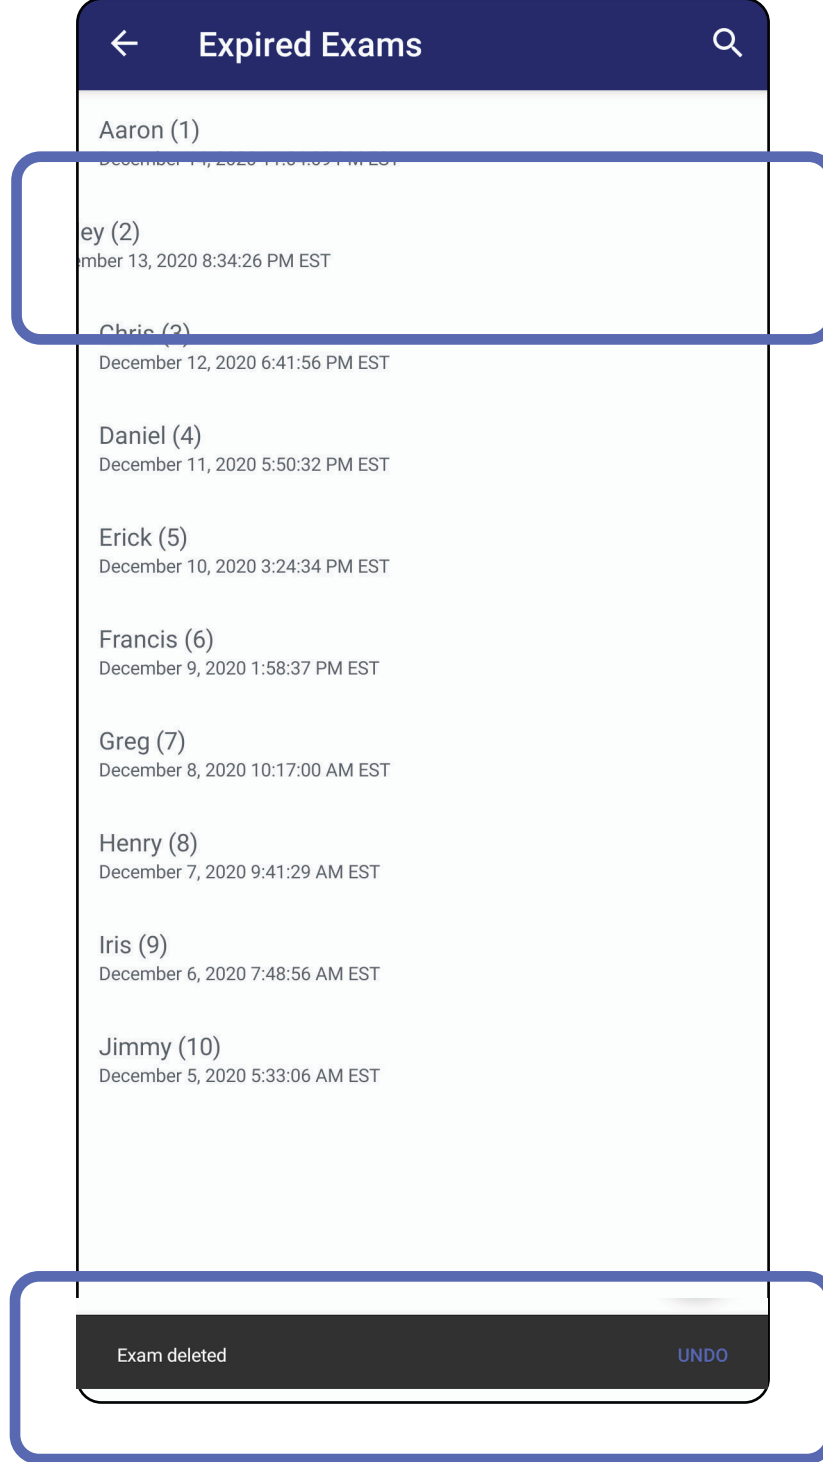 Expired Exams
Aaron (1)
ey (2)
ember 13, 2020 8:34:26 PM EST
Chris (3)
December 12, 2020 6:41:56 PM EST
Daniel (4)
December 11, 2020 5:50:32 PM EST
Erick (5)
December 10, 2020 3:24:34 PM EST
Francis (6)
December 9, 2020 1:58:37 PM EST
Greg (7)
December 8, 2020 10:17:00 AM EST
Henry (8)
December 7, 2020 9:41:29 AM EST
Iris (9)
December 6, 2020 7:48:56 AM EST
Jimmy (10)
December 5, 2020 5:33:06 AM EST
Exam deleted
UNDO